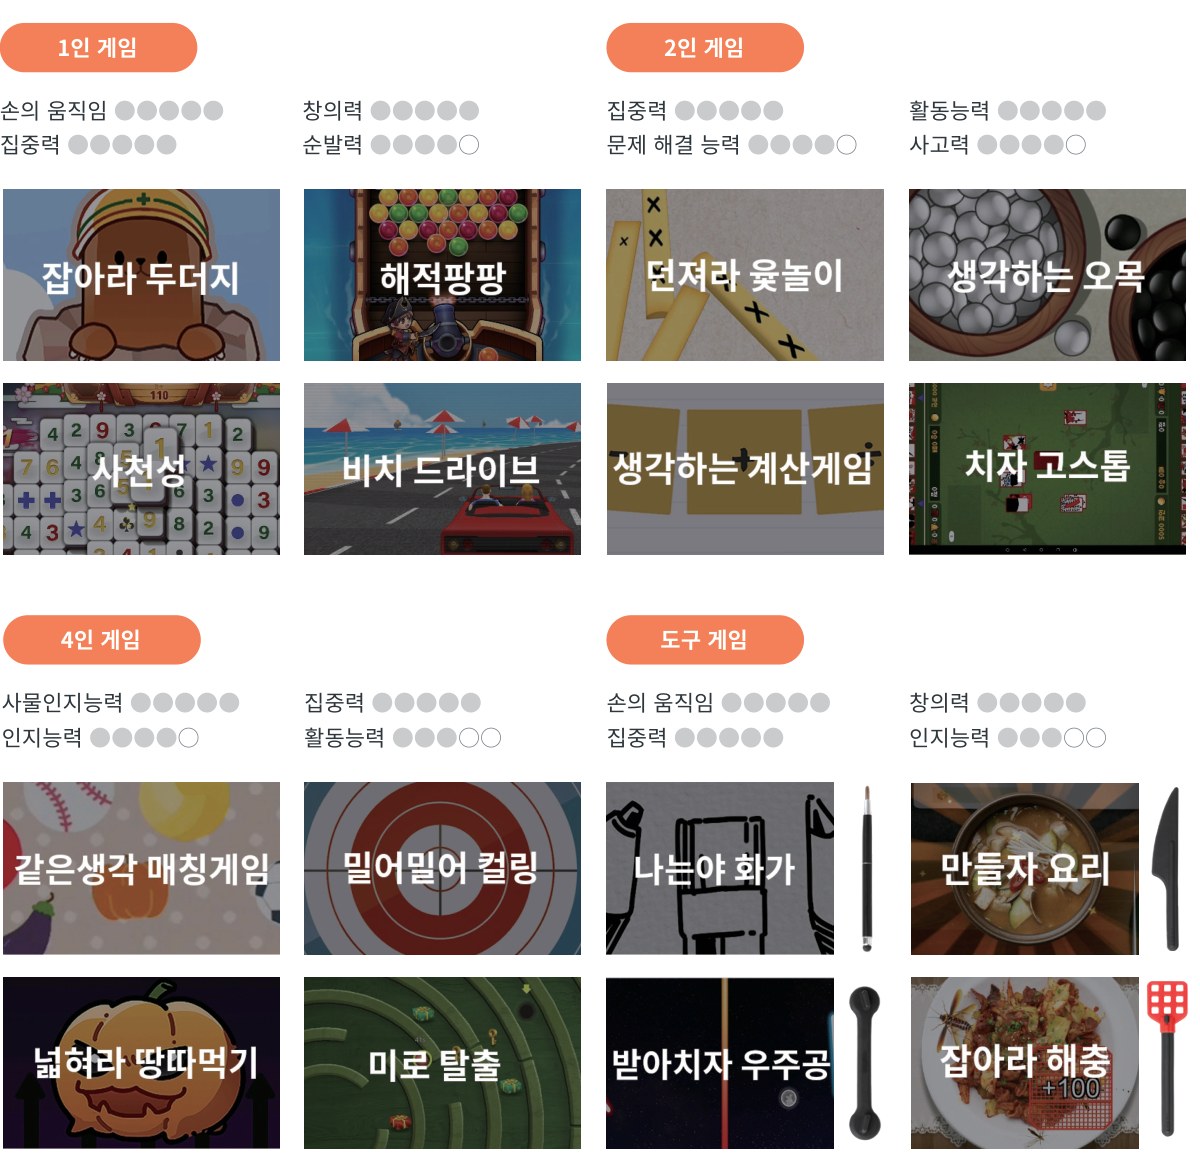 1인 게임
손의 움직임
창의력
집중력
순발력
잡아라 두더지
해적팡팡
사천성
비치 드라이브
2인 게임
집중력
활동능력
문제 해결 능력
사고력
던져라 윷놀이
생각하는 오목
생각하는 계산게임
치자 고스톱
4인 게임
사물인지능력
집중력
인지능력
활동능력
같은생각 매칭게임
밀어밀어 컬링
넓혀라 땅따먹기
미로 탈출
도구 게임
손의 움직임
창의력
집중력
인지능력
나는야 화가
만들자 요리
받아치자 우주공
잡아라 해충
+100